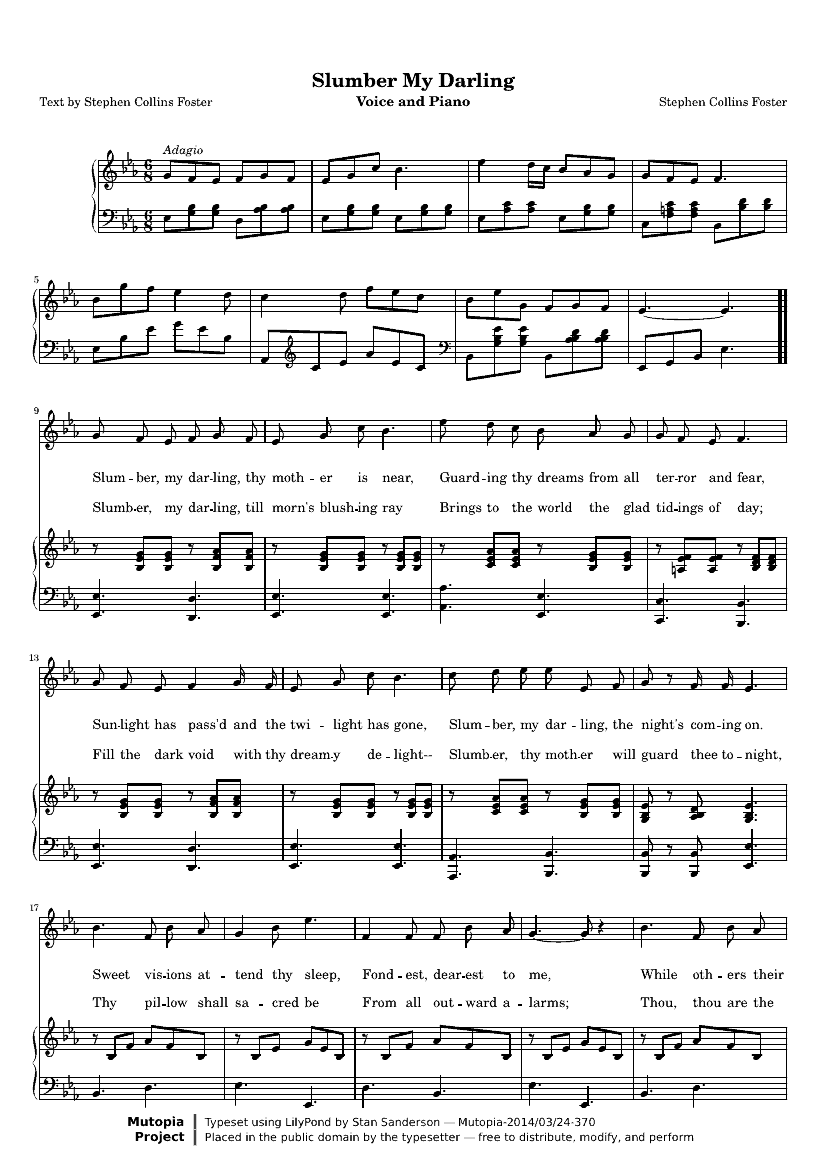 Slumber My Darling
Text by Stephen Collins Foster Voice and Piano Stephen Collins Foster
Adagio
5
9
Slum - ber, my dar-ling, thy moth - er is near, Guard-ing thy dreams from all ter-ror and fear,
Slumb-er, my dar-ling, till morn's blush-ing ray Brings to the world the glad tid-ings of day;
13
Sun-light has pass'd and the twi - light has gone, Slum - ber, my dar - ling, the night's com-ing on.
Fill the dark void with thy dream-y de - light-- Slumb-er, thy moth-er will guard thee to - night,
17
Sweet vis-ions at - tend thy sleep, Fond - est, dear-est to me, While oth - ers their
Thy pil-low shall sa - cred be From all out - ward a - larms; Thou, thou are the
Mutopia Project
Typeset using LilyPond by Stan Sanderson — Mutopia-2014/03/24-370
Placed in the public domain by the typesetter — free to distribute, modify, and perform